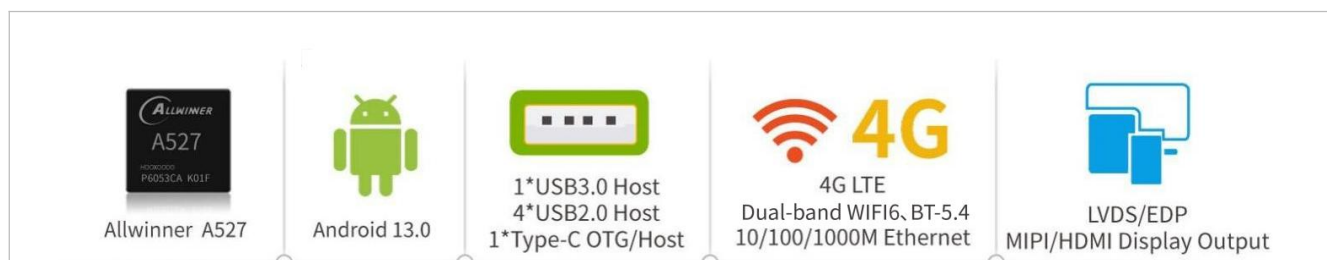 ALLWINNER
A527
P6053CA K01F
Allwinner A527
Android 13.0
1*USB3.0 Host
4*USB2.0 Host
1*Type-C OTG/Host
4G
4G LTE
Dual-band WIFI6、BT-5.4
10/100/1000M Ethernet
LVDS/EDP
MIPI/HDMI Display Output